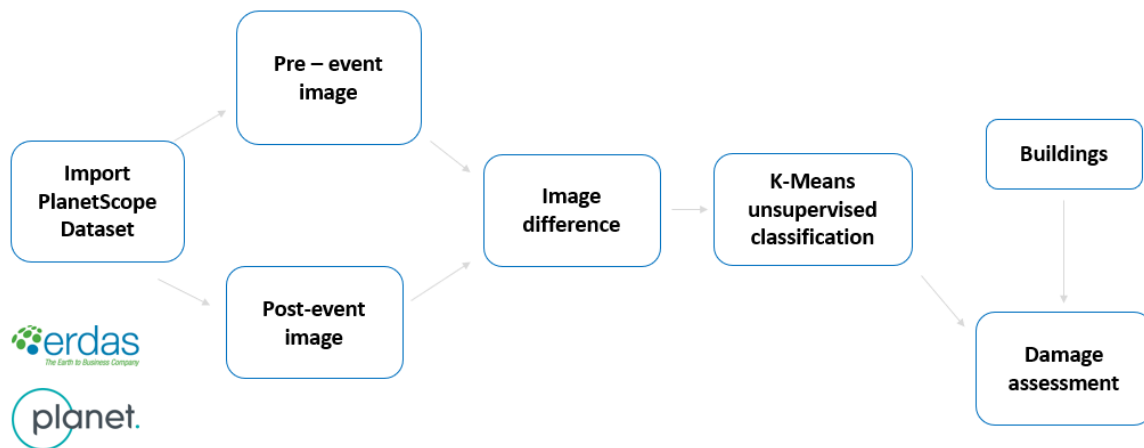 Pre – event
image
Import
PlanetScope
Dataset
Image
difference
K-Means
unsupervised
classification
Buildings
Post-event
image
Damage
assessment
erdas
The Earth to Business Company
planet.